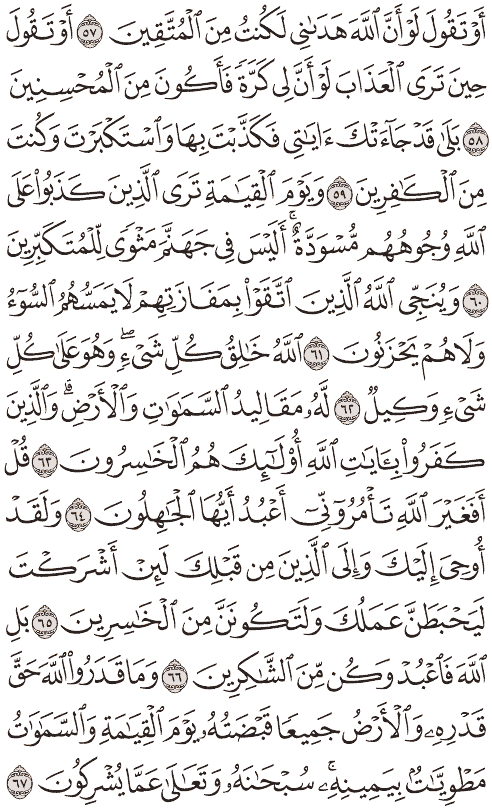 أَوْ تَقُولَ لَوْ أَنَّ ٱللَّهَ هَدَىٰنِى لَكُنتُ مِنَ ٱلْمُتَّقِينَ ٥٧ أَوْ تَقُولَ
حِينَ تَرَى ٱلْعَذَابَ لَوْ أَنَّ لِى كَرَّةً فَأَكُونَ مِنَ ٱلْمُحْسِنِينَ
٥٨ بَلَىٰ قَدْ جَآءَتْكَ ءَايَٰتِى فَكَذَّبْتَ بِهَا وَٱسْتَكْبَرْتَ وَكُنتَ
مِنَ ٱلْكَٰفِرِينَ ٥٩ وَيَوْمَ ٱلْقِيَٰمَةِ تَرَى ٱلَّذِينَ كَذَبُوا۟ عَلَى
ٱللَّهِ وُجُوهُهُم مُّسْوَدَّةٌ ۚ أَلَيْسَ فِى جَهَنَّمَ مَثْوًى لِّلْمُتَكَبِّرِينَ
٦٠ وَيُنَجِّى ٱللَّهُ ٱلَّذِينَ ٱتَّقَوْا۟ بِمَفَازَتِهِمْ لَا يَمَسُّهُمُ ٱلسُّوٓءُ
وَلَا هُمْ يَحْزَنُونَ ٦١ ٱللَّهُ خَٰلِقُ كُلِّ شَىْءٍ ۖ وَهُوَ عَلَىٰ كُلِّ
شَىْءٍ وَكِيلٌ ٦٢ لَّهُۥ مَقَالِيدُ ٱلسَّمَٰوَٰتِ وَٱلْأَرْضِ ۗ وَٱلَّذِينَ
كَفَرُوا۟ بِـَٔايَٰتِ ٱللَّهِ أُو۟لَٰٓئِكَ هُمُ ٱلْخَٰسِرُونَ ٦٣ قُلْ
أَفَغَيْرَ ٱللَّهِ تَأْمُرُوٓنِّىٓ أَعْبُدُ أَيُّهَا ٱلْجَٰهِلُونَ ٦٤ وَلَقَدْ
أُوحِىَ إِلَيْكَ وَإِلَى ٱلَّذِينَ مِن قَبْلِكَ لَئِنْ أَشْرَكْتَ
لَيَحْبَطَنَّ عَمَلُكَ وَلَتَكُونَنَّ مِنَ ٱلْخَٰسِرِينَ ٦٥ بَلِ
ٱللَّهَ فَٱعْبُدْ وَكُن مِّنَ ٱلشَّٰكِرِينَ ٦٦ وَمَا قَدَرُوا۟ ٱللَّهَ حَقَّ
قَدْرِهِۦ وَٱلْأَرْضُ جَمِيعًا قَبْضَتُهُۥ يَوْمَ ٱلْقِيَٰمَةِ وَٱلسَّمَٰوَٰتُ
مَطْوِيَّٰتٌۢ بِيَمِينِهِۦ ۚ سُبْحَٰنَهُۥ وَتَعَٰلَىٰ عَمَّا يُشْرِكُونَ ٦٧